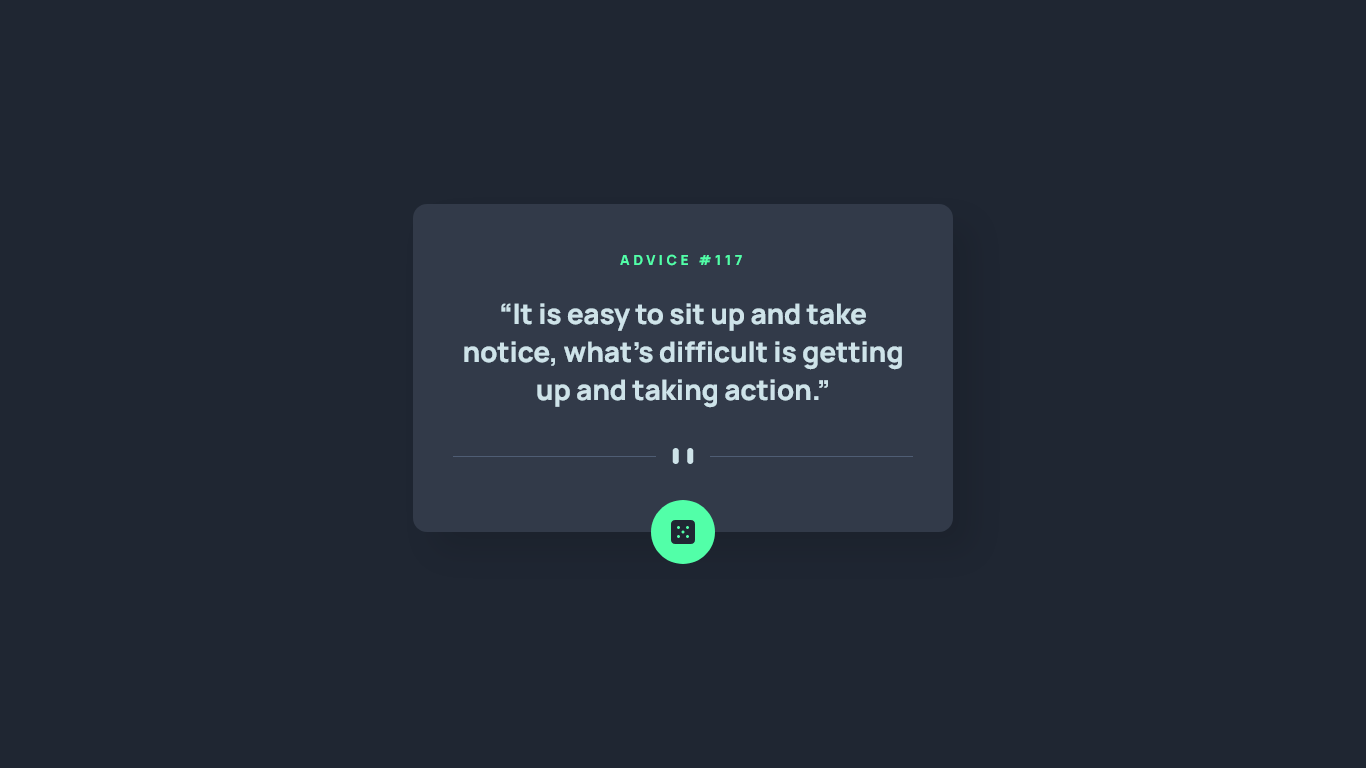 ADVICE #117
“It is easy to sit up and take
notice, what’s difficult is getting
up and taking action.”